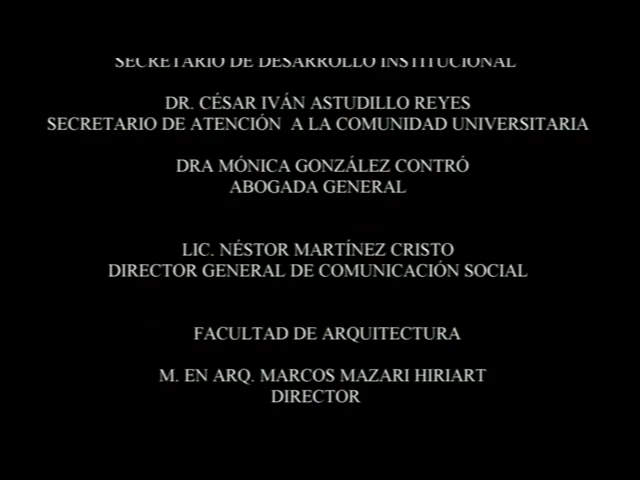 SECRETARIO DE DESARROLLO INSTITUCIONAL
DR. CÉSAR IVÁN ASTUDILLO REYES
SECRETARIO DE ATENCIÓN A LA COMUNIDAD UNIVERSITARIA
DRA MÓNICA GONZÁLEZ CONTRÓ
ABOGADA GENERAL
LIC. NÉSTOR MARTÍNEZ CRISTO
DIRECTOR GENERAL DE COMUNICACIÓN SOCIAL
FACULTAD DE ARQUITECTURA
M. EN ARQ. MARCOS MAZARI HIRIART
DIRECTOR